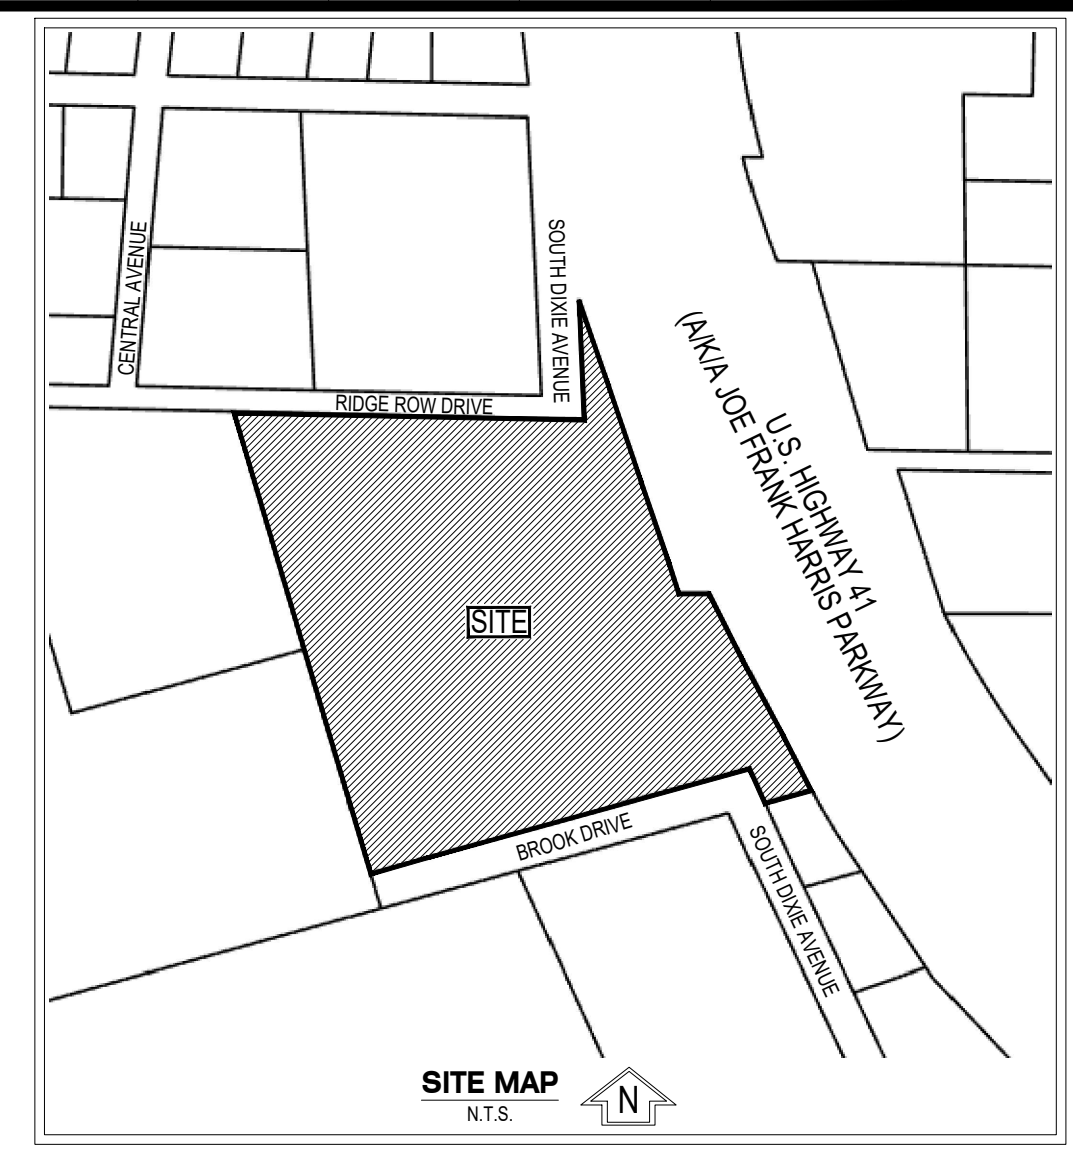 CENTRAL AVENUE
SOUTH DIXIE AVENUE
RIDGE ROW DRIVE
U.S. HIGHWAY 41
(A/K/A JOE FRANK HARRIS PARKWAY)
SITE
BROOK DRIVE
SOUTH DIXIE AVENUE
SITE MAP
N.T.S.
N